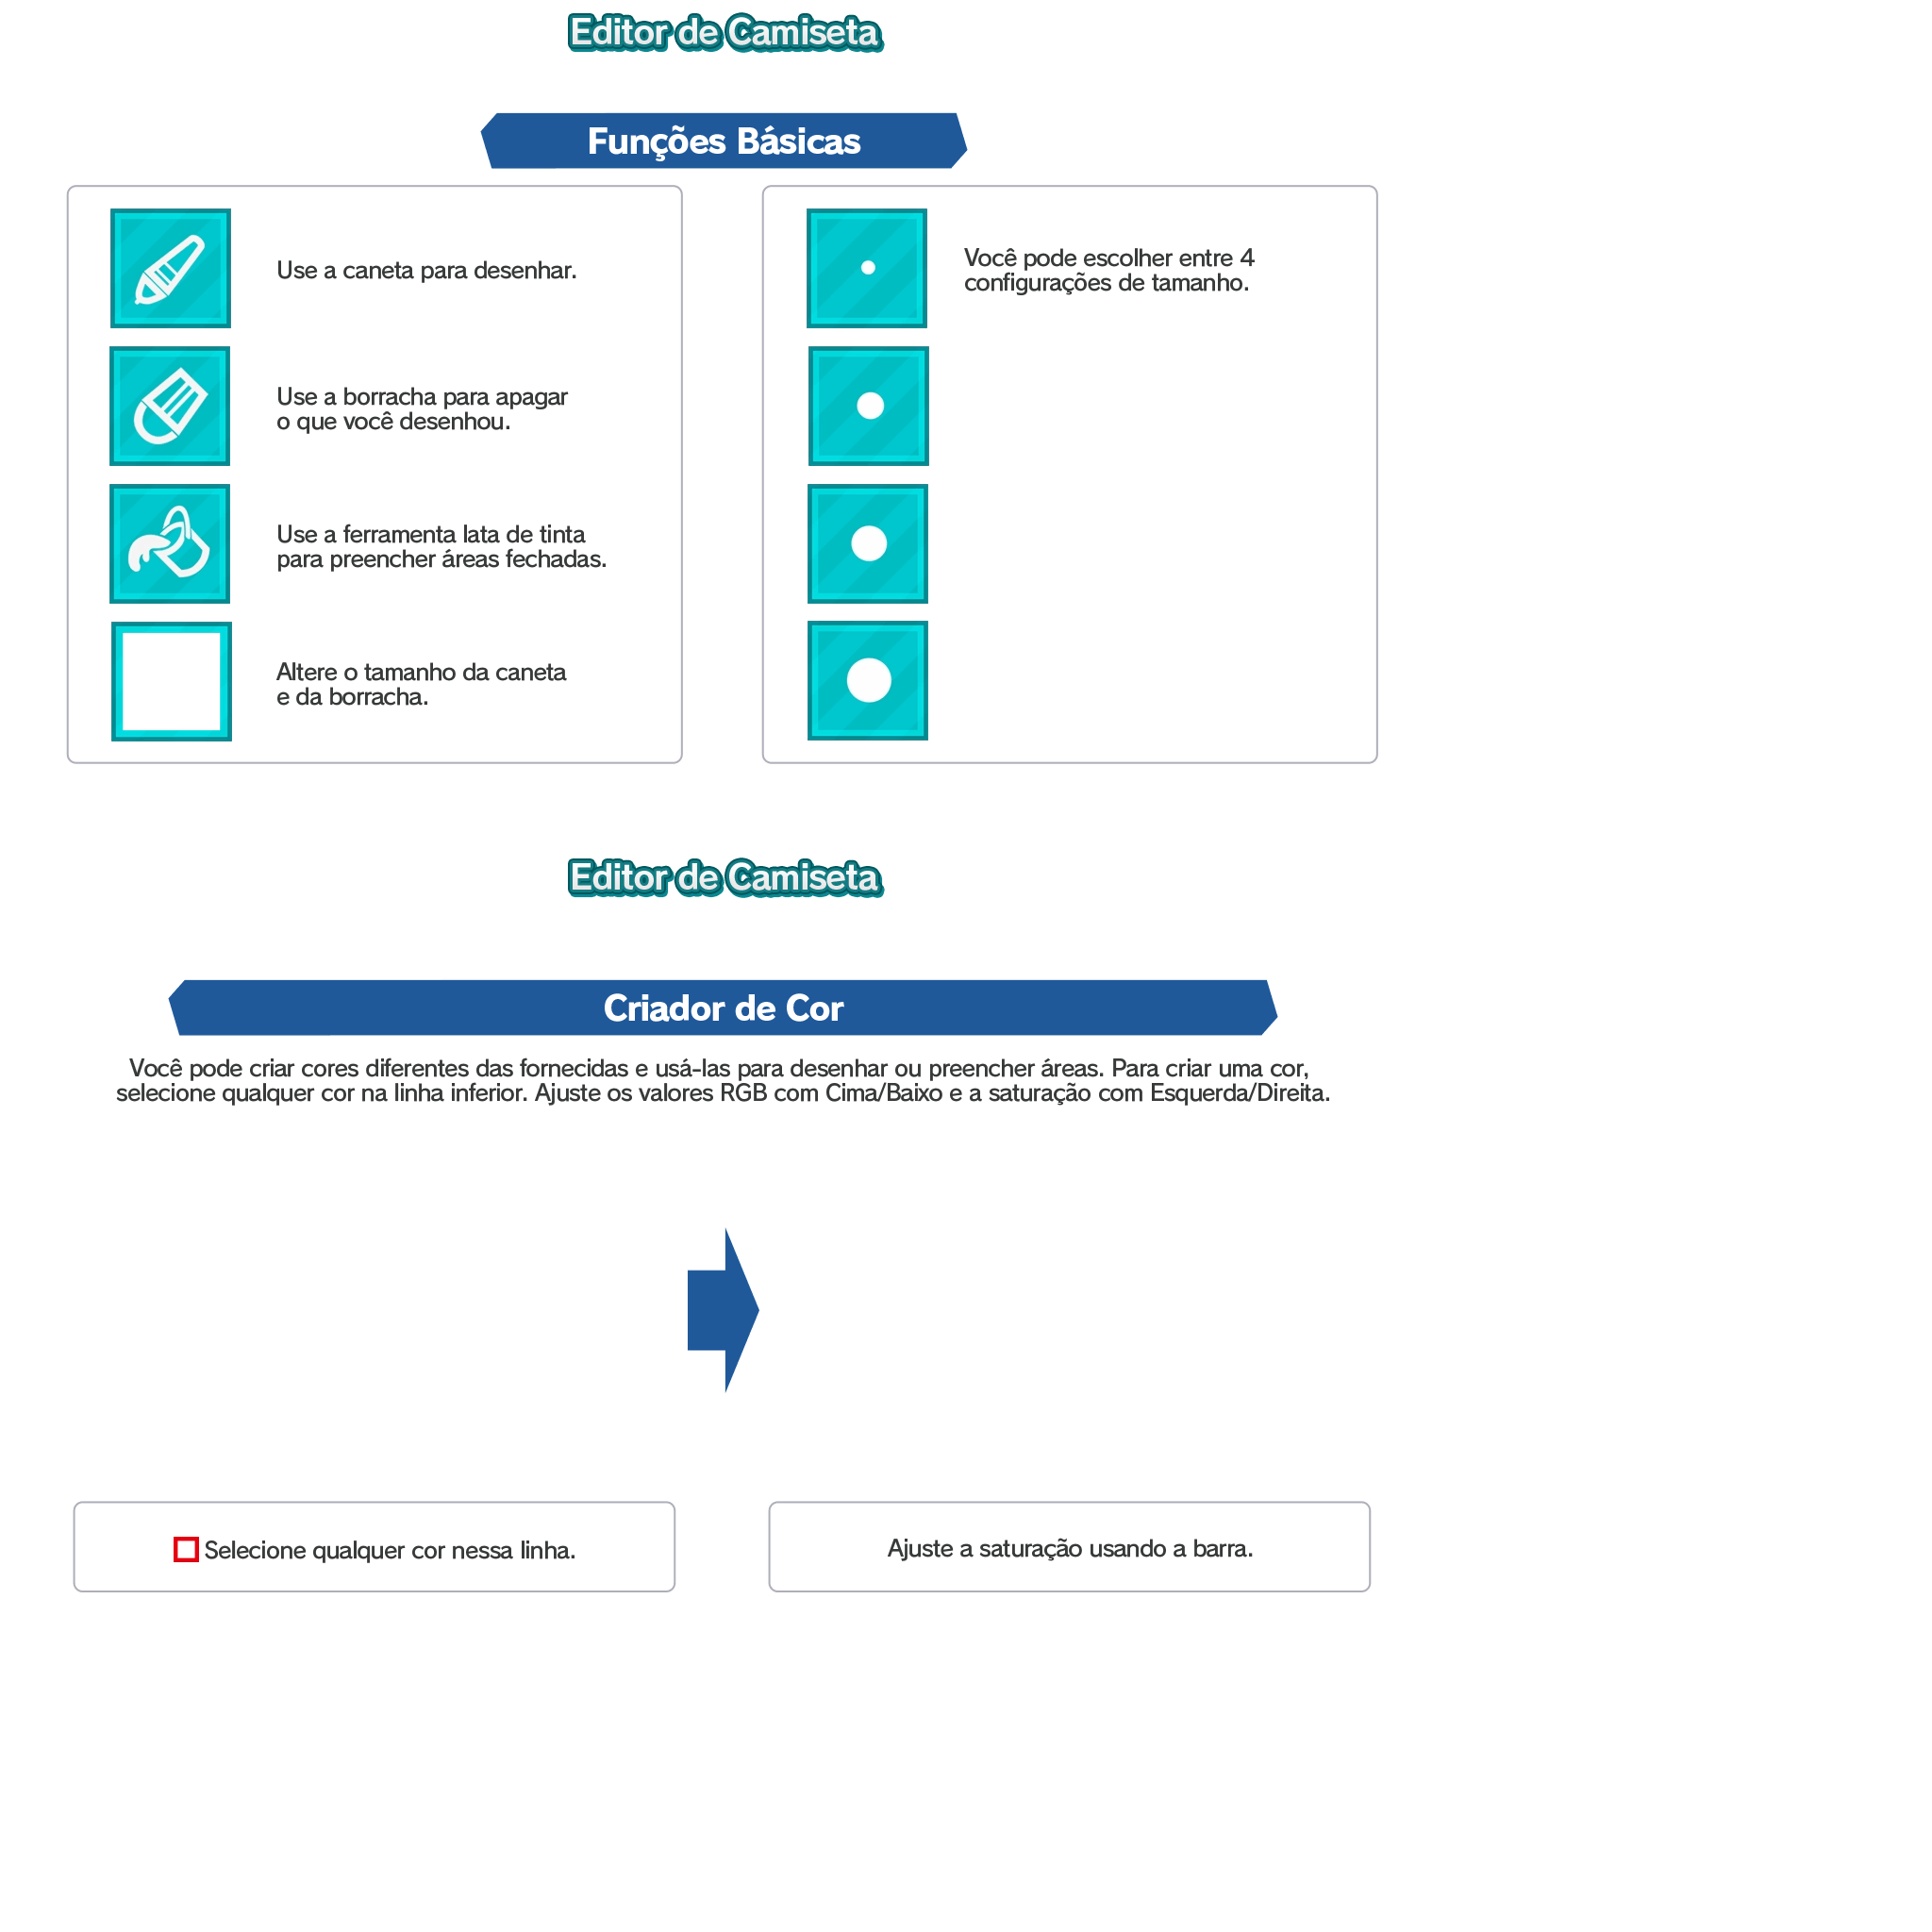 Editor de Camiseta
Funções Básicas
Use a caneta para desenhar.
Use a borracha para apagar
o que você desenhou.
Use a ferramenta lata de tinta
para preencher áreas fechadas.
Altere o tamanho da caneta
e da borracha.
Você pode escolher entre 4
configurações de tamanho.
Editor de Camiseta
Criador de Cor
Você pode criar cores diferentes das fornecidas e usá-las para desenhar ou preencher áreas. Para criar uma cor,
selecione qualquer cor na linha inferior. Ajuste os valores RGB com Cima/Baixo e a saturação com Esquerda/Direita.
Selecione qualquer cor nessa linha.
Ajuste a saturação usando a barra.